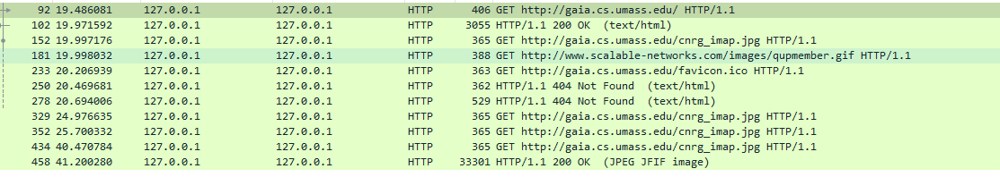 92 19.486081 127.0.0.1 127.0.0.1 HTTP 406 GET http://gaia.cs.umass.edu/ HTTP/1.1
102 19.971592 127.0.0.1 127.0.0.1 HTTP 3055 HTTP/1.1 200 OK (text/html)
152 19.997176 127.0.0.1 127.0.0.1 HTTP 365 GET http://gaia.cs.umass.edu/cnrg_imap.jpg HTTP/1.1
181 19.998032 127.0.0.1 127.0.0.1 HTTP 388 GET http://www.scalable-networks.com/images/qupmember.gif HTTP/1.1
233 20.206939 127.0.0.1 127.0.0.1 HTTP 363 GET http://gaia.cs.umass.edu/favicon.ico HTTP/1.1
250 20.469681 127.0.0.1 127.0.0.1 HTTP 362 HTTP/1.1 404 Not Found (text/html)
278 20.694006 127.0.0.1 127.0.0.1 HTTP 529 HTTP/1.1 404 Not Found (text/html)
329 24.976635 127.0.0.1 127.0.0.1 HTTP 365 GET http://gaia.cs.umass.edu/cnrg_imap.jpg HTTP/1.1
352 25.700332 127.0.0.1 127.0.0.1 HTTP 365 GET http://gaia.cs.umass.edu/cnrg_imap.jpg HTTP/1.1
434 40.470784 127.0.0.1 127.0.0.1 HTTP 365 GET http://gaia.cs.umass.edu/cnrg_imap.jpg HTTP/1.1
458 41.200280 127.0.0.1 127.0.0.1 HTTP 33301 HTTP/1.1 200 OK (JPEG JFIF image)